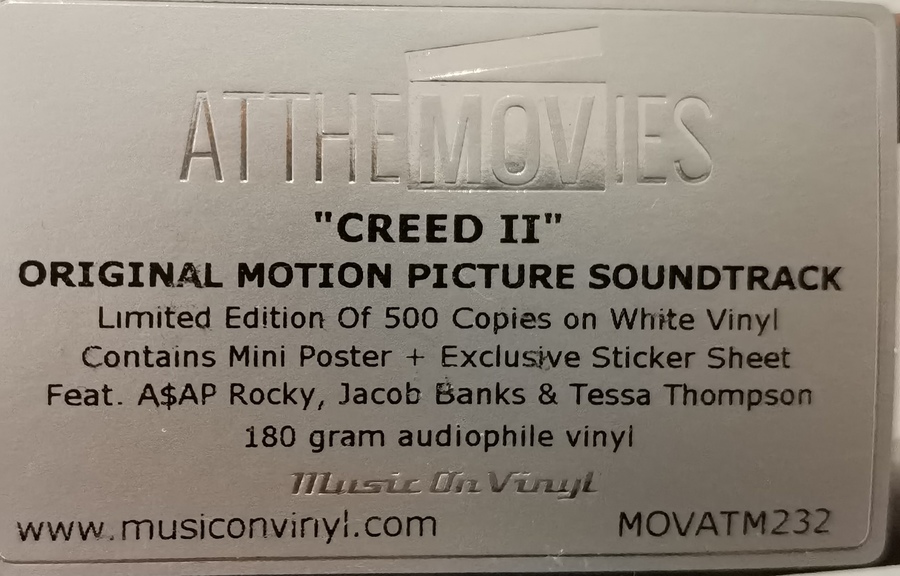 ATTHEMOVIES
"CREED II"
ORIGINAL MOTION PICTURE SOUNDTRACK
Limited Edition Of 500 Copies on White Vinyl
Contains Mini Poster + Exclusive Sticker Sheet
Feat. A$AP Rocky, Jacob Banks & Tessa Thompson
180 gram audiophile vinyl
Music On Vinyl
www.musiconvinyl.com MOVATM232